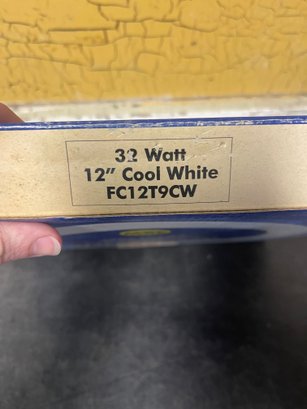 32 Watt
12" Cool White
FC12T9CW